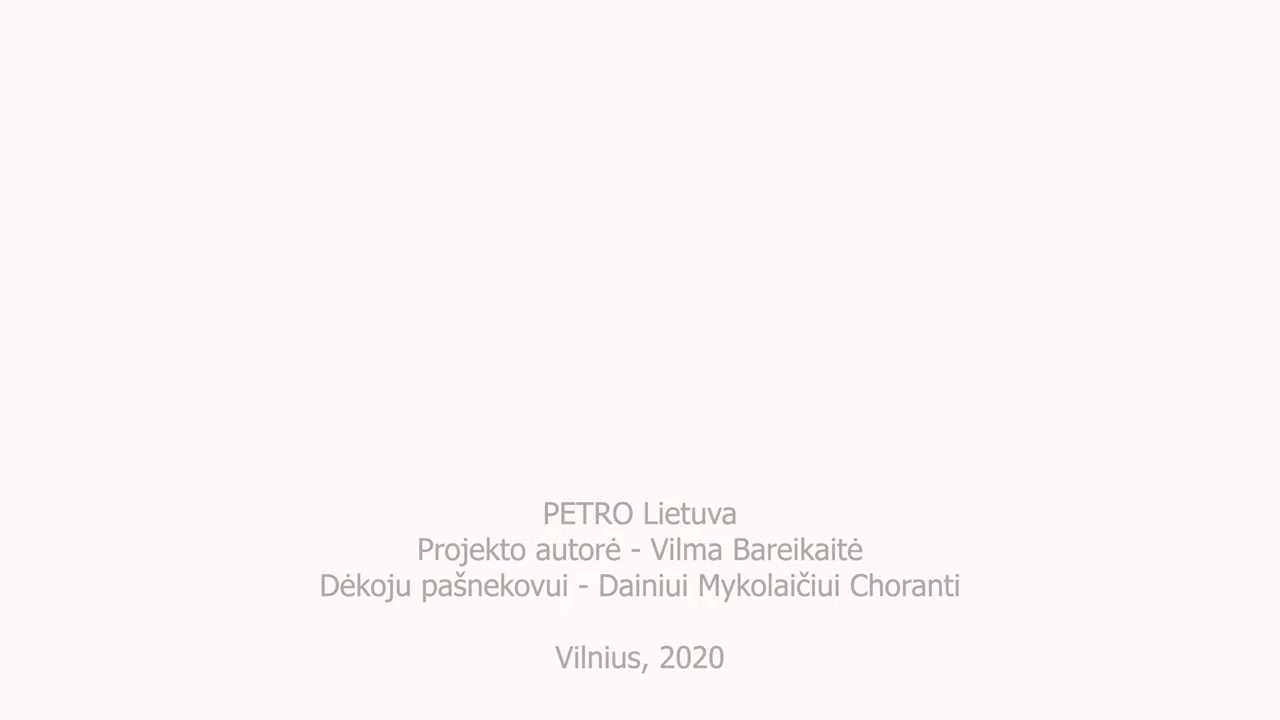 PETRO Lietuva
Projekto autorė - Vilma Bareikaitė
Dėkoju pašnekovui - Dainiui Mykolaičiui Choranti
Vilnius, 2020